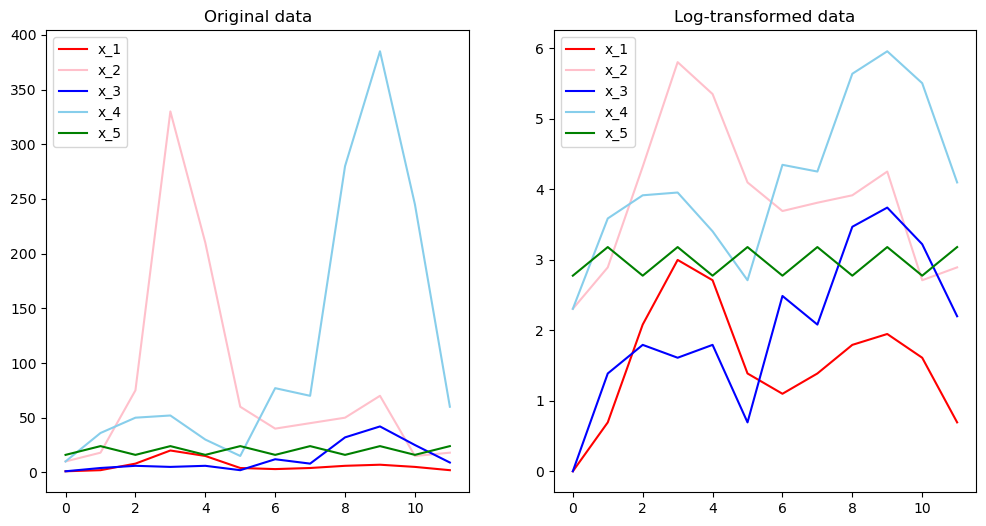 Original data
400
350
300
250
200
150
100
50
0
x_1
x_2
x_3
x_4
x_5
0 2 4 6 8 10
Log-transformed data
6
5
4
3
2
1
0
x_1
x_2
x_3
x_4
x_5
0 2 4 6 8 10